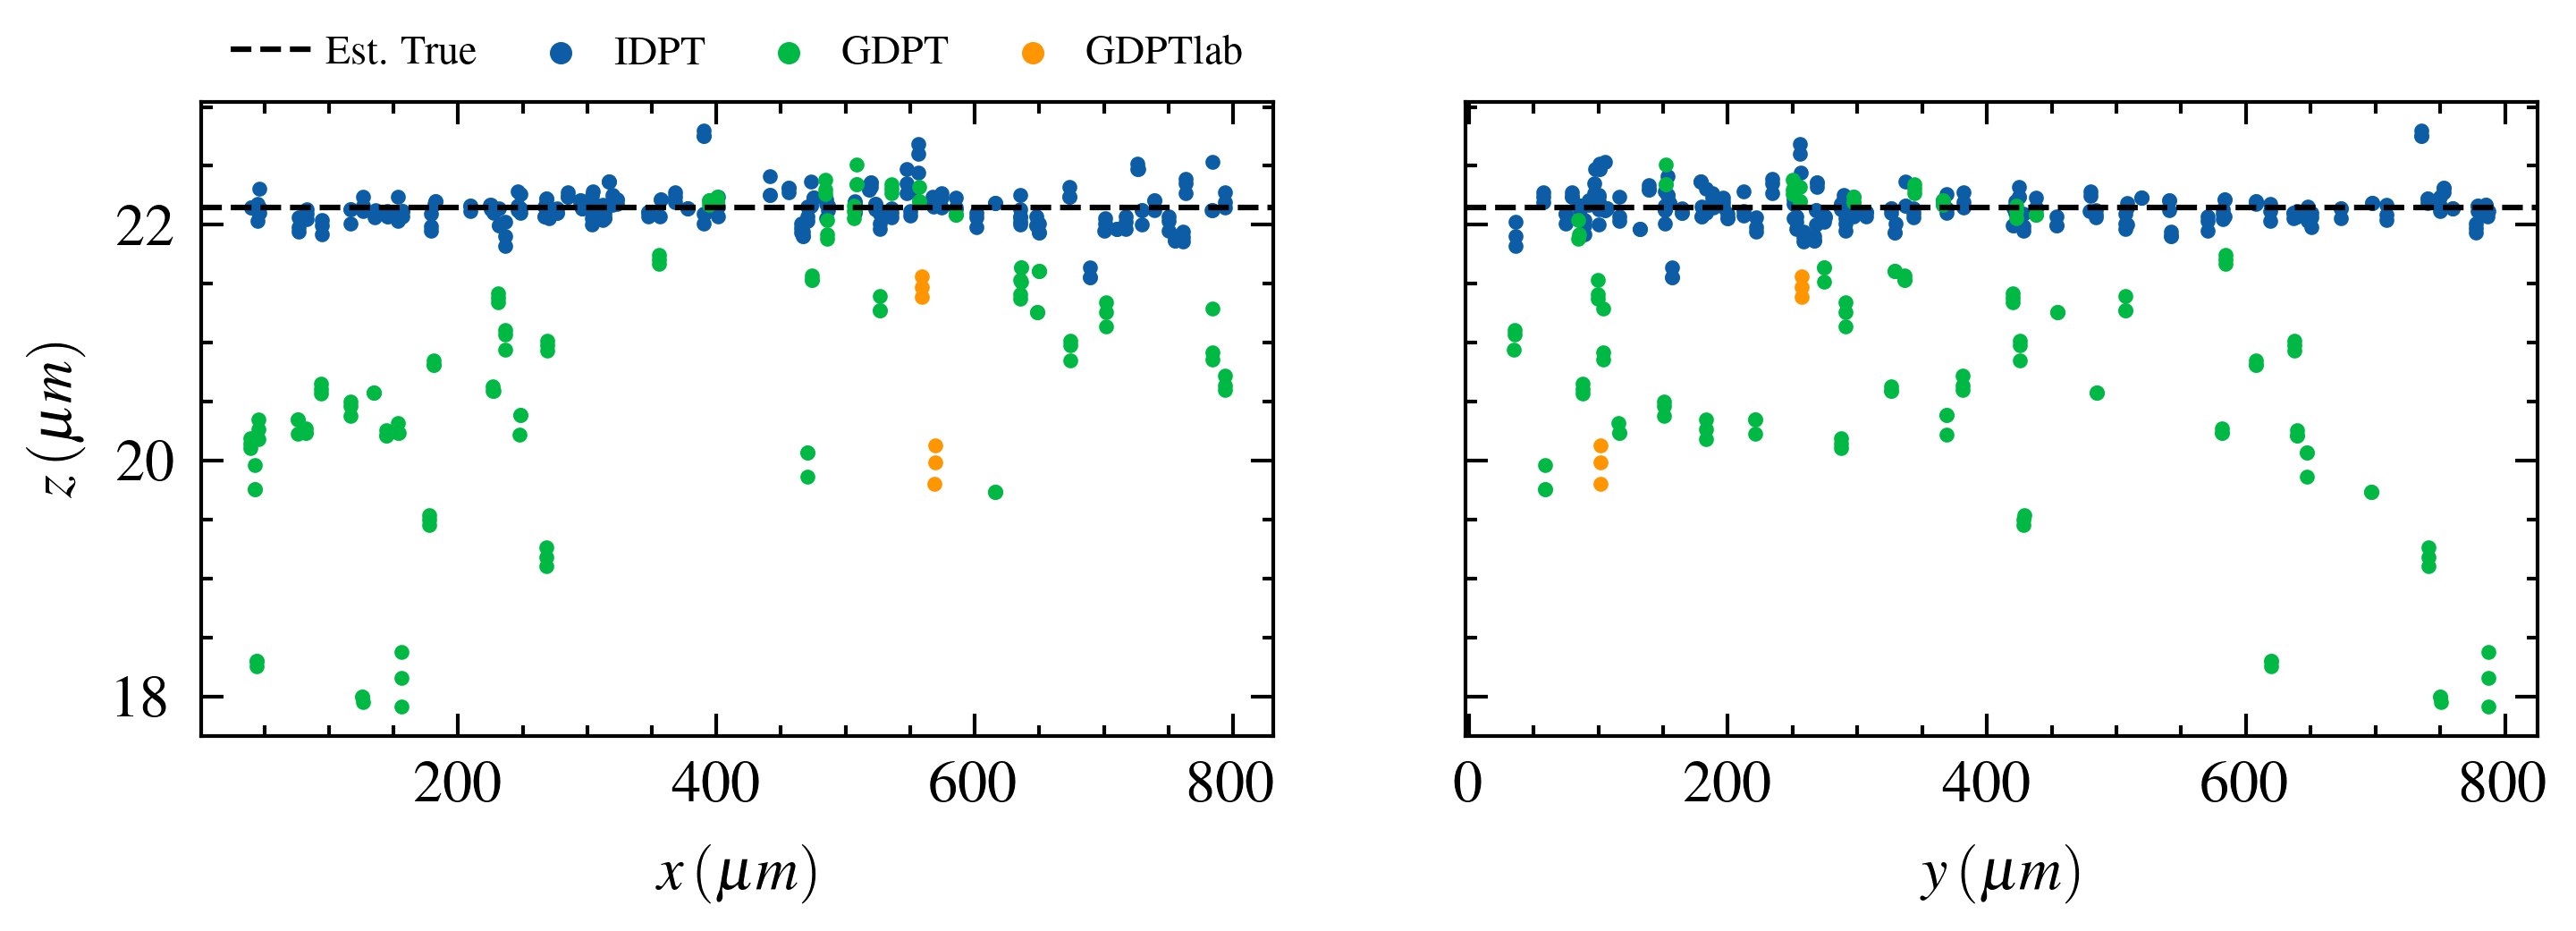 Est. True IDPT GDPT GDPTlab
22
20
18
z (μm)
200 400 600 800
x (μm)
0 200 400 600 800
y (μm)